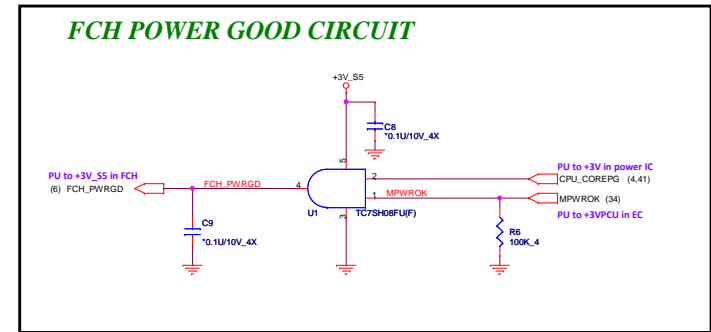 FCH POWER GOOD CIRCUIT
+3V_S5
C8
*0.1U/10V_4X
5
PU to +3V_S5 in FCH
(6) FCH_PWRGD
FCH_PWRGD
4
2
1
MPWROK
3
U1
TC7SH08FU(F)
PU to +3V in power IC
CPU_COREPG (4,41)
MPWROK (34)
PU to +3VPCU in EC
C9
*0.1U/10V_4X
R6
100K_4